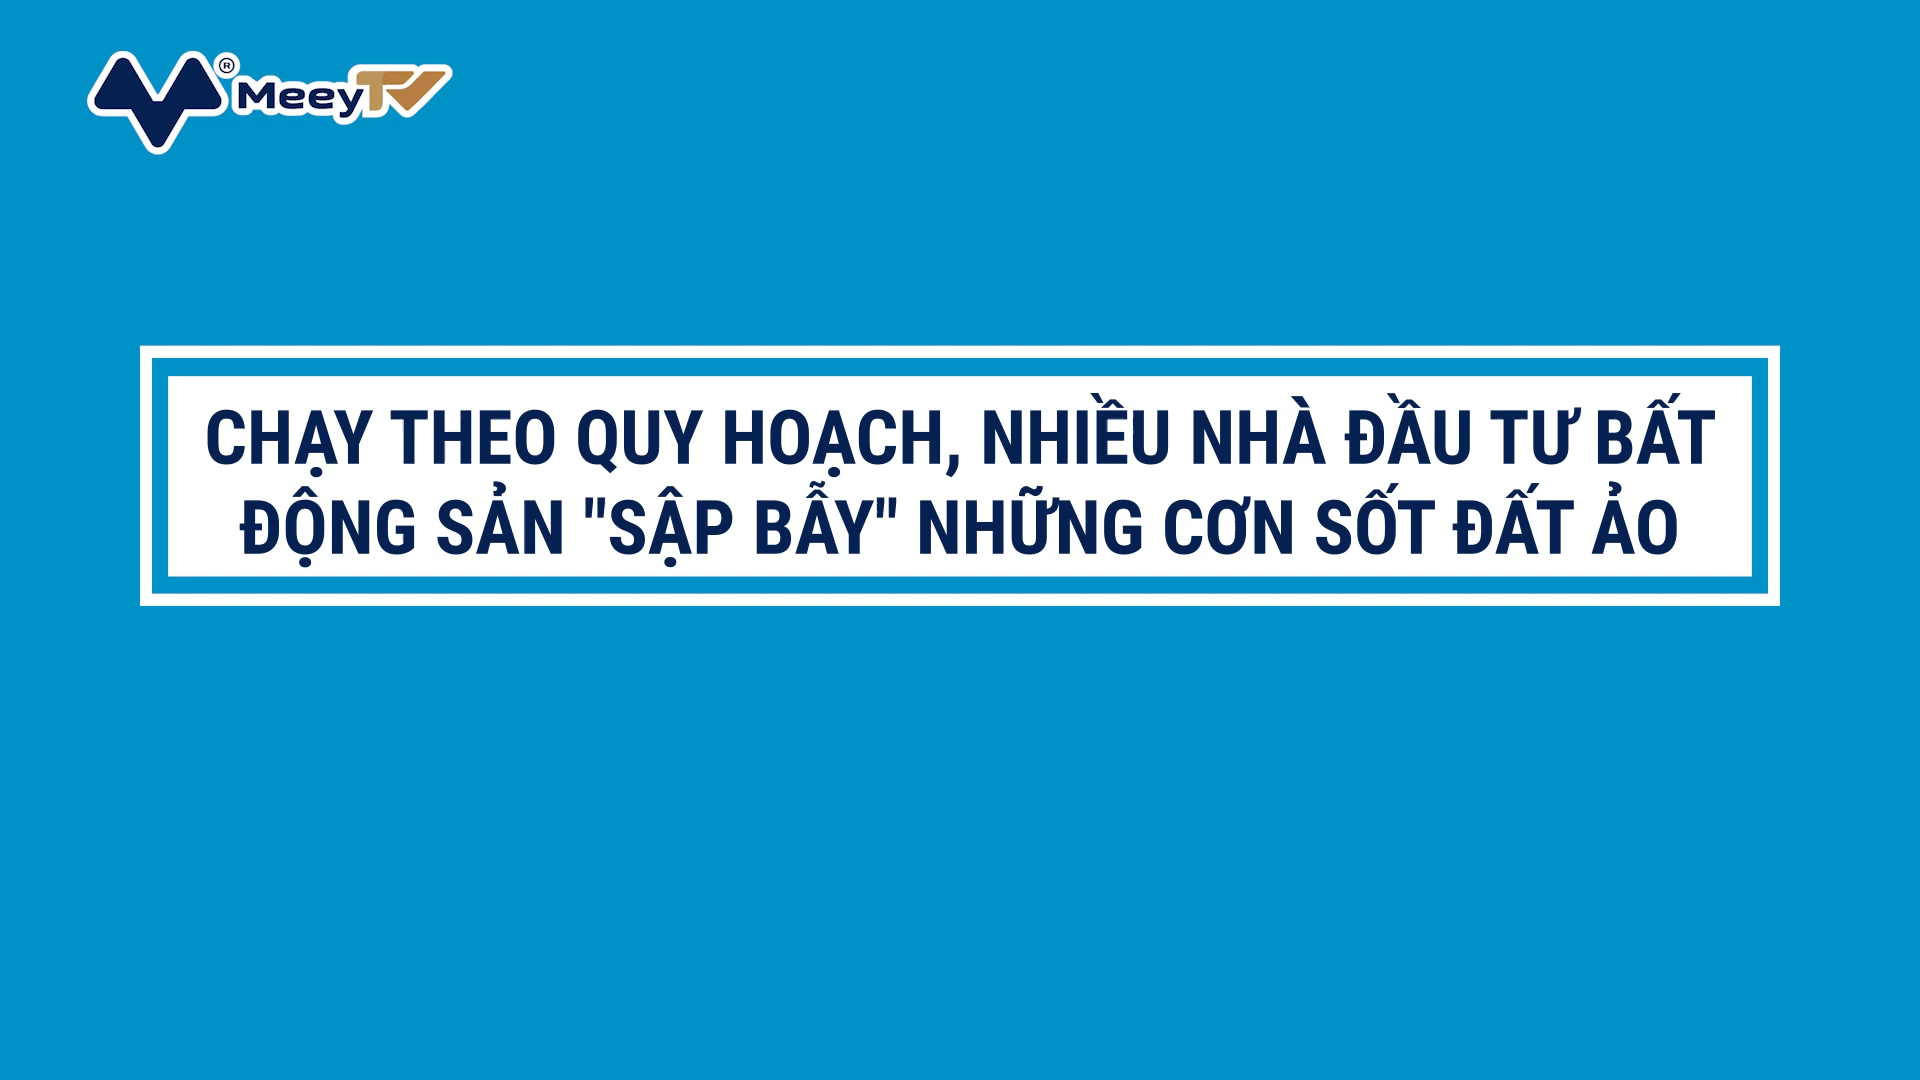 ® MeeyTV
CHẠY THEO QUY HOẠCH, NHIỀU NHÀ ĐẦU TƯ BẤT
ĐỘNG SẢN "SẬP BẪY" NHỮNG CƠN SỐT ĐẤT ẢO